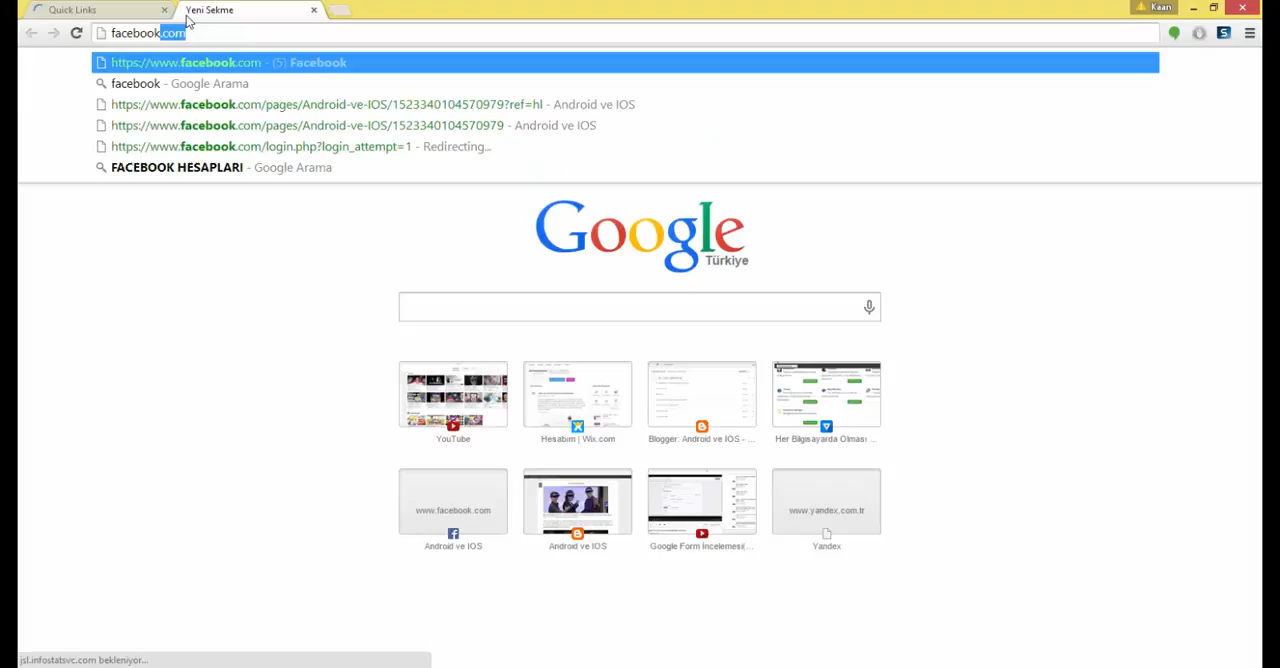 Quick Links
Yeni Sekme
Kaan
facebook.com
https://www.facebook.com - (5) Facebook
facebook - Google Arama
https://www.facebook.com/pages/Android-ve-IOS/1523340104570979?ref=hl - Android ve IOS
https://www.facebook.com/pages/Android-ve-IOS/1523340104570979 - Android ve IOS
https://www.facebook.com/login.php?login_attempt=1 - Redirecting...
FACEBOOK HESAPLARI - Google Arama
Google
Türkiye
YouTube
Hesabım | Wix.com
Blogger: Android ve IOS - ...
Her Bilgisayarda Olması ...
www.facebook.com
www.yandex.com.tr
Android ve IOS
Android ve IOS
Google Form İncelemesi(...
Yandex
jsl.infostatsvc.com bekleniyor...